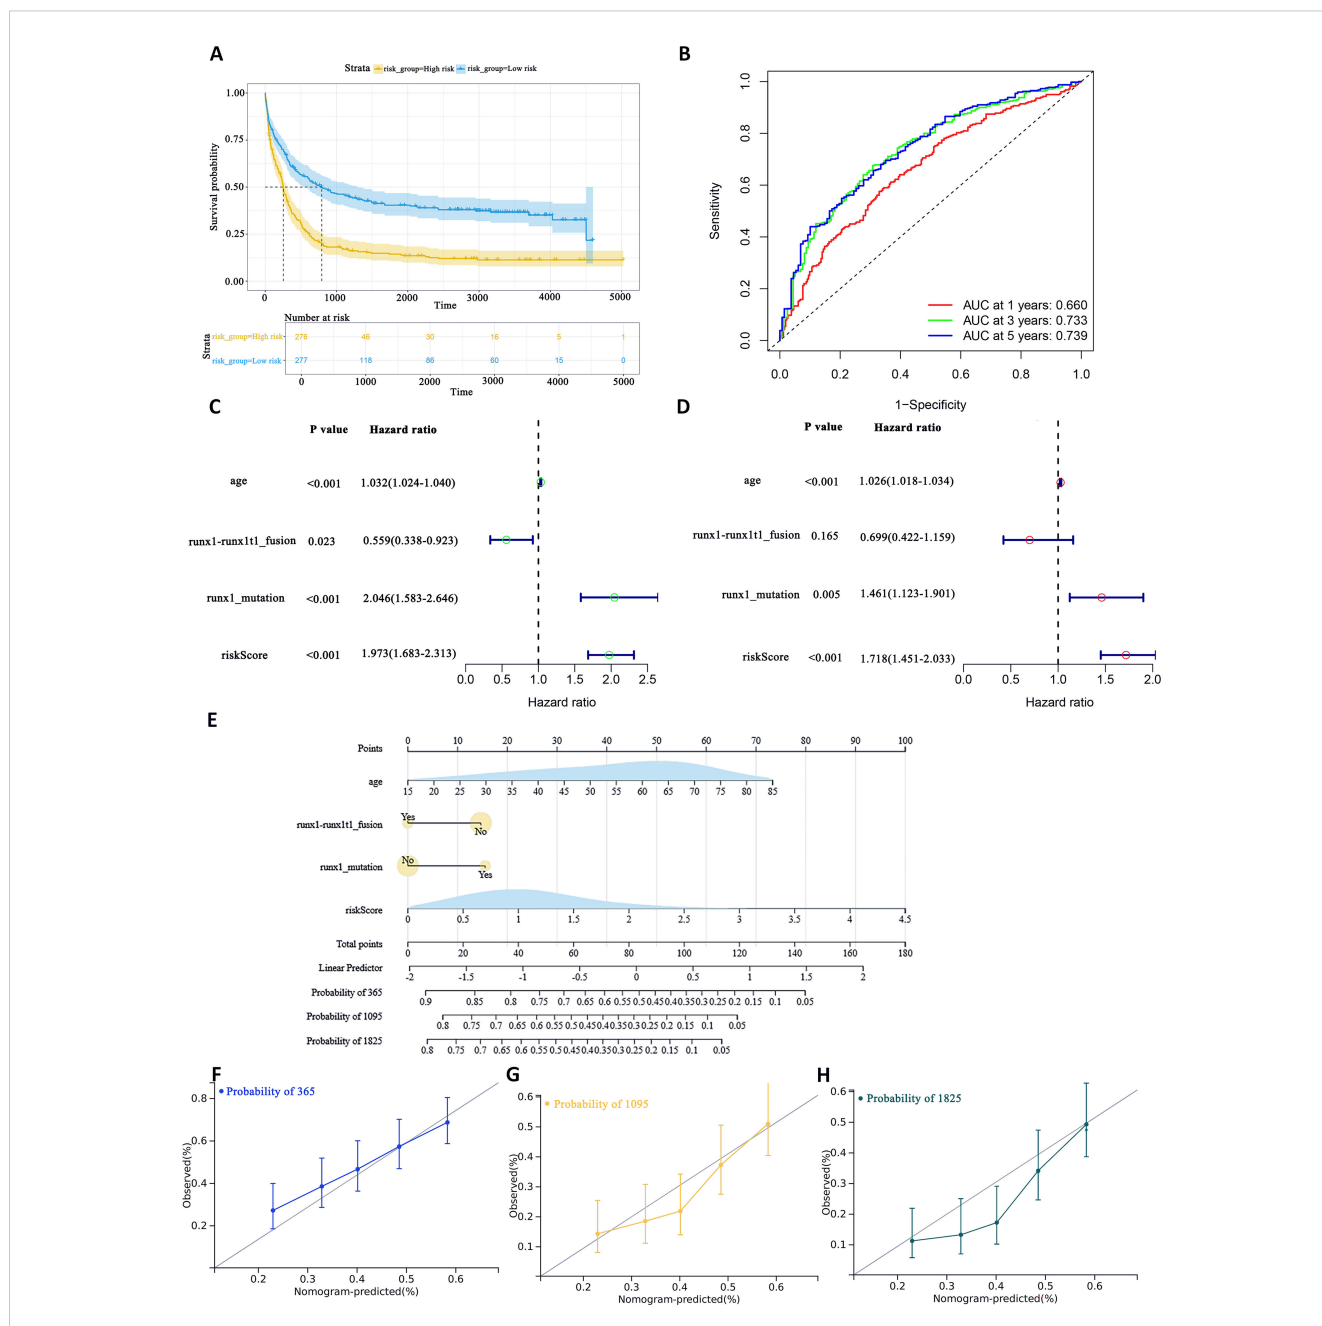 A
Strata risk_group=High risk risk_group=Low risk
Survival probability
1.00
0.75
0.50
0.25
0.00
0 1000 2000 3000 4000 5000
Time
Number at risk
Strata
risk_group=High risk 276 46 30 16 5 1
risk_group=Low risk 277 118 86 60 15 0
0 1000 2000 3000 4000 5000
Time
B
Sensitivity
1.0
0.8
0.6
0.4
0.2
0.0
AUC at 1 years: 0.660
AUC at 3 years: 0.733
AUC at 5 years: 0.739
0.0 0.2 0.4 0.6 0.8 1.0
1−Specificity
C
P value Hazard ratio
age <0.001 1.032(1.024-1.040)
runx1-runx1t1_fusion 0.023 0.559(0.338-0.923)
runx1_mutation <0.001 2.046(1.583-2.646)
riskScore <0.001 1.973(1.683-2.313)
0.0 0.5 1.0 1.5 2.0 2.5
Hazard ratio
D
P value Hazard ratio
age <0.001 1.026(1.018-1.034)
runx1-runx1t1_fusion 0.165 0.699(0.422-1.159)
runx1_mutation 0.005 1.461(1.123-1.901)
riskScore <0.001 1.718(1.451-2.033)
0.0 0.5 1.0 1.5 2.0
Hazard ratio
E
Points 0 10 20 30 40 50 60 70 80 90 100
age
15 20 25 30 35 40 45 50 55 60 65 70 75 80 85
runx1-runx1t1_fusion Yes No
runx1_mutation No Yes
riskScore
0 0.5 1 1.5 2 2.5 3 3.5 4 4.5
Total points
0 20 40 60 80 100 120 140 160 180
Linear Predictor
-2 -1.5 -1 -0.5 0 0.5 1 1.5 2
Probability of 365
0.9 0.85 0.8 0.75 0.7 0.65 0.6 0.55 0.5 0.45 0.4 0.35 0.3 0.25 0.2 0.15 0.1 0.05
Probability of 1095
0.8 0.75 0.7 0.65 0.6 0.55 0.5 0.45 0.4 0.35 0.3 0.25 0.2 0.15 0.1 0.05
Probability of 1825
0.8 0.75 0.7 0.65 0.6 0.55 0.5 0.45 0.4 0.35 0.3 0.25 0.2 0.15 0.1 0.05
F
Probability of 365
Observed(%)
0.8
0.6
0.4
0.2
0.2 0.3 0.4 0.5 0.6
Nomogram-predicted(%)
G
Probability of 1095
Observed(%)
0.6
0.5
0.4
0.3
0.2
0.1
0.2 0.3 0.4 0.5 0.6
Nomogram-predicted(%)
H
Probability of 1825
Observed(%)
0.6
0.5
0.4
0.3
0.2
0.1
0.2 0.3 0.4 0.5 0.6
Nomogram-predicted(%)